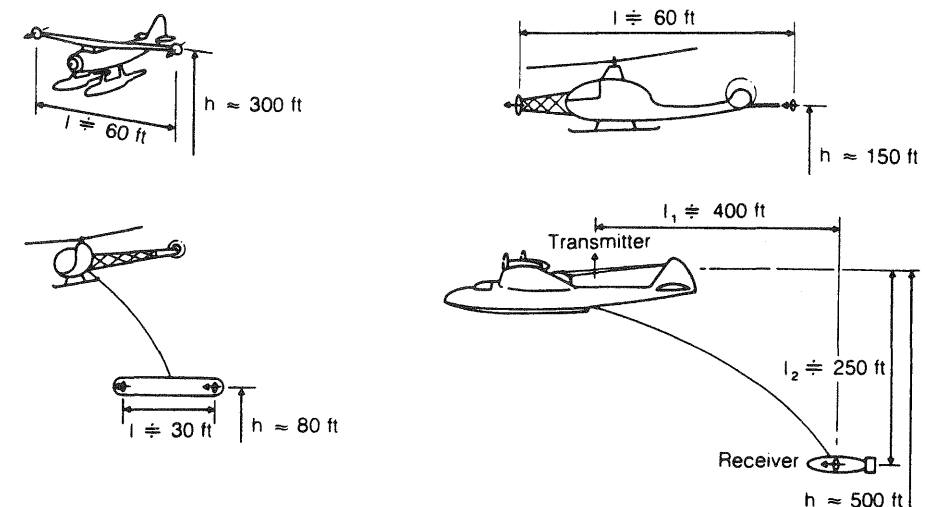 l ≑ 60 ft
h ≈ 300 ft
l ≑ 60 ft
h ≈ 150 ft
l ≑ 30 ft
h ≈ 80 ft
l₁ ≑ 400 ft
Transmitter
l₂ ≑ 250 ft
Receiver
h ≈ 500 ft